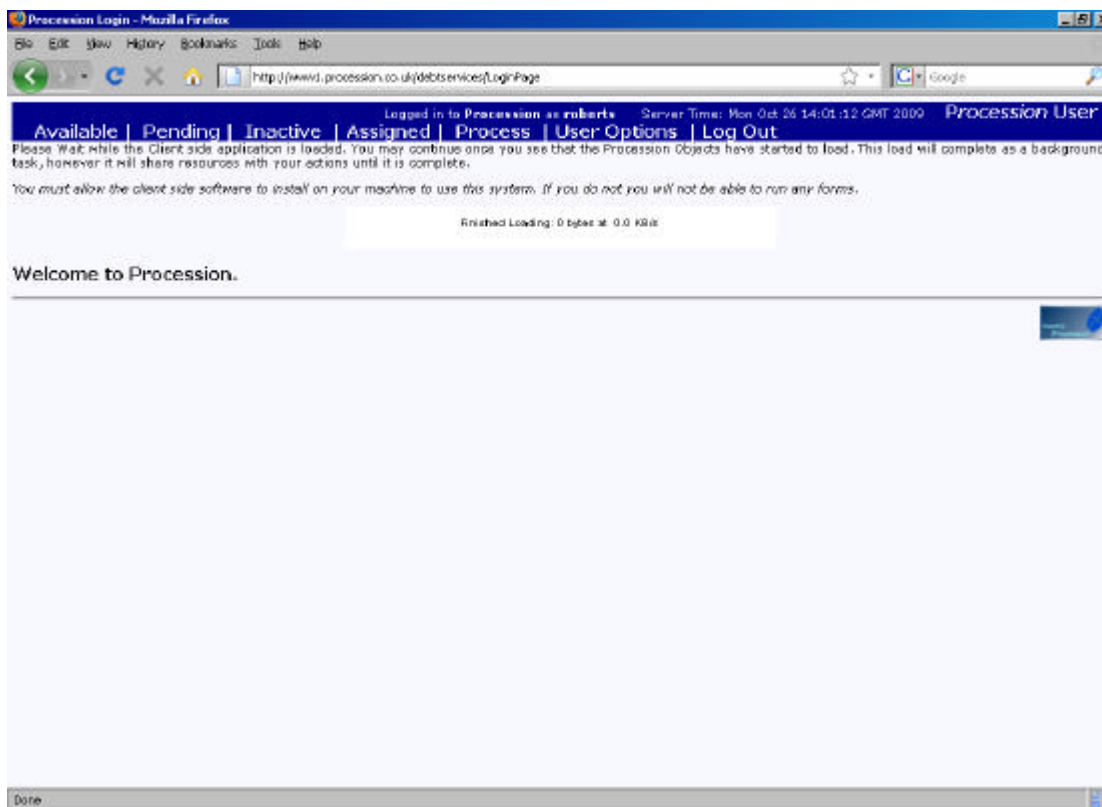 Procession Login - Mozilla Firefox
File Edit View History Bookmarks Tools Help
http://www1.procession.co.uk/debtservices/LoginPage
Google
Logged in to Procession as roberts Server Time: Mon Oct 26 14:01:12 GMT 2009 Procession User
Available | Pending | Inactive | Assigned | Process | User Options | Log Out
Please Wait while the Client side application is loaded. You may continue once you see that the Procession Objects have started to load. This load will complete as a background
task, however it will share resources with your actions until it is complete.
You must allow the client side software to install on your machine to use this system. If you do not you will not be able to run any forms.
Finished Loading: 0 bytes at 0.0 KB/s
Welcome to Procession.
Done